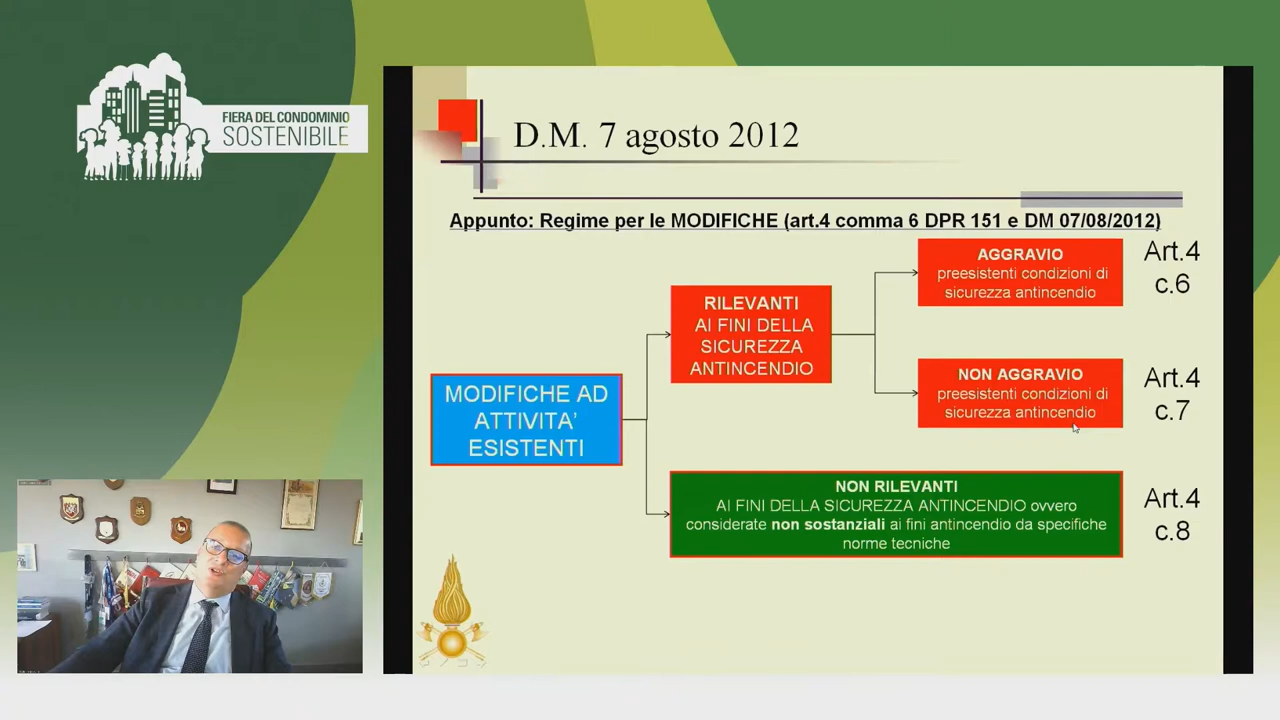 FIERA DEL CONDOMINIO
SOSTENIBILE
D.M. 7 agosto 2012
Appunto: Regime per le MODIFICHE (art.4 comma 6 DPR 151 e DM 07/08/2012)
MODIFICHE AD
ATTIVITA’
ESISTENTI
RILEVANTI
AI FINI DELLA
SICUREZZA
ANTINCENDIO
AGGRAVIO
preesistenti condizioni di
sicurezza antincendio
Art.4
c.6
NON AGGRAVIO
preesistenti condizioni di
sicurezza antincendio
Art.4
c.7
NON RILEVANTI
AI FINI DELLA SICUREZZA ANTINCENDIO ovvero
considerate non sostanziali ai fini antincendio da specifiche
norme tecniche
Art.4
c.8